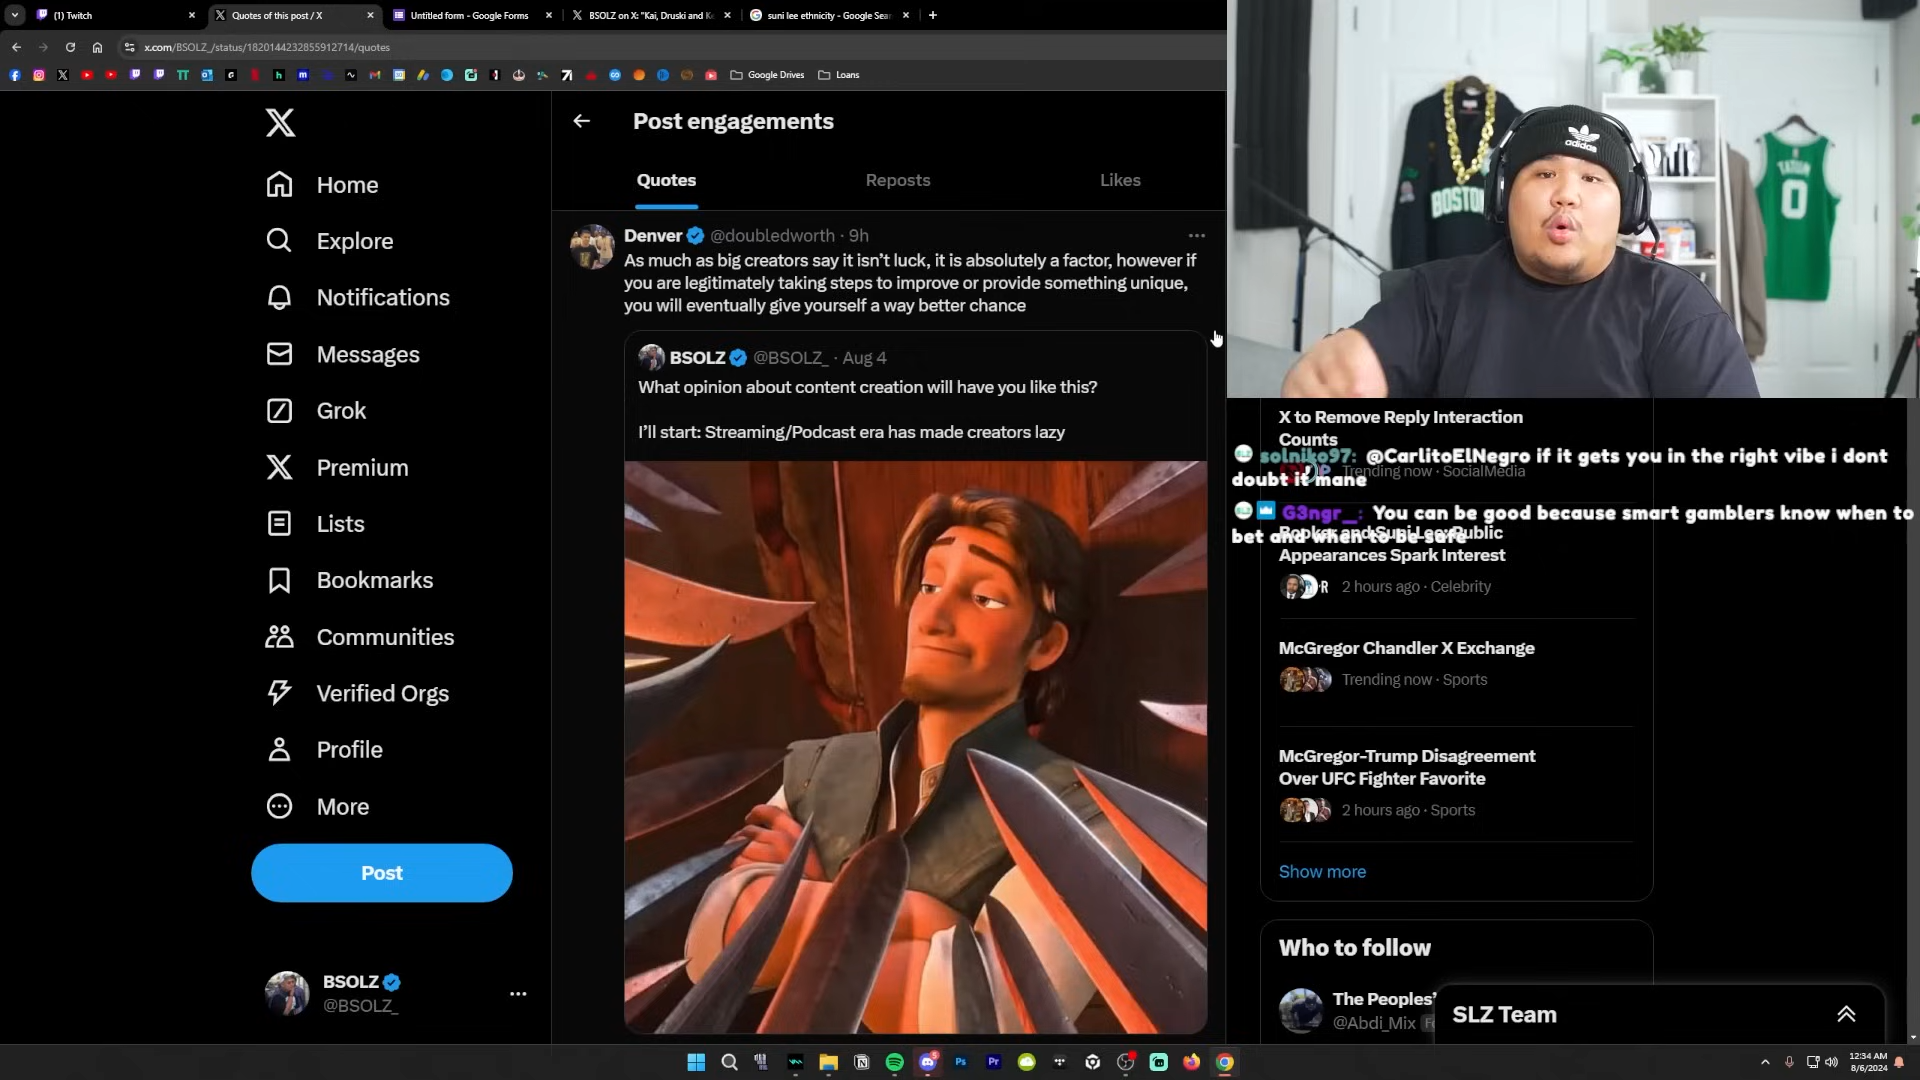 (1) Twitch
Quotes of this post / X
Untitled form - Google Forms
BSOLZ on X: "Kai, Druski and K
suni lee ethnicity - Google Sear
x.com/BSOLZ_/status/1820144232855912714/quotes
Google Drives
Loans
Home
Explore
Notifications
Messages
Grok
Premium
Lists
Bookmarks
Communities
Verified Orgs
Profile
More
Post
BSOLZ
@BSOLZ_
Post engagements
Quotes
Reposts
Likes
Denver @doubledworth · 9h
As much as big creators say it isn't luck, it is absolutely a factor, however if
you are legitimately taking steps to improve or provide something unique,
you will eventually give yourself a way better chance
BSOLZ @BSOLZ_ · Aug 4
What opinion about content creation will have you like this?
I'll start: Streaming/Podcast era has made creators lazy
adidas
BOSTON
TATUM
0
X to Remove Reply Interaction
Counts
Trending now · SocialMedia
solniko97: @CarlitoElNegro if it gets you in the right vibe i dont
doubt it mane
G3ngr_: You can be good because smart gamblers know when to
bet and when to be safe
Booker and Suni Lee: Public
Appearances Spark Interest
2 hours ago · Celebrity
McGregor Chandler X Exchange
Trending now · Sports
McGregor-Trump Disagreement
Over UFC Fighter Favorite
2 hours ago · Sports
Show more
Who to follow
The Peoples'
@Abdi_Mix
SLZ Team
12:34 AM
8/6/2024